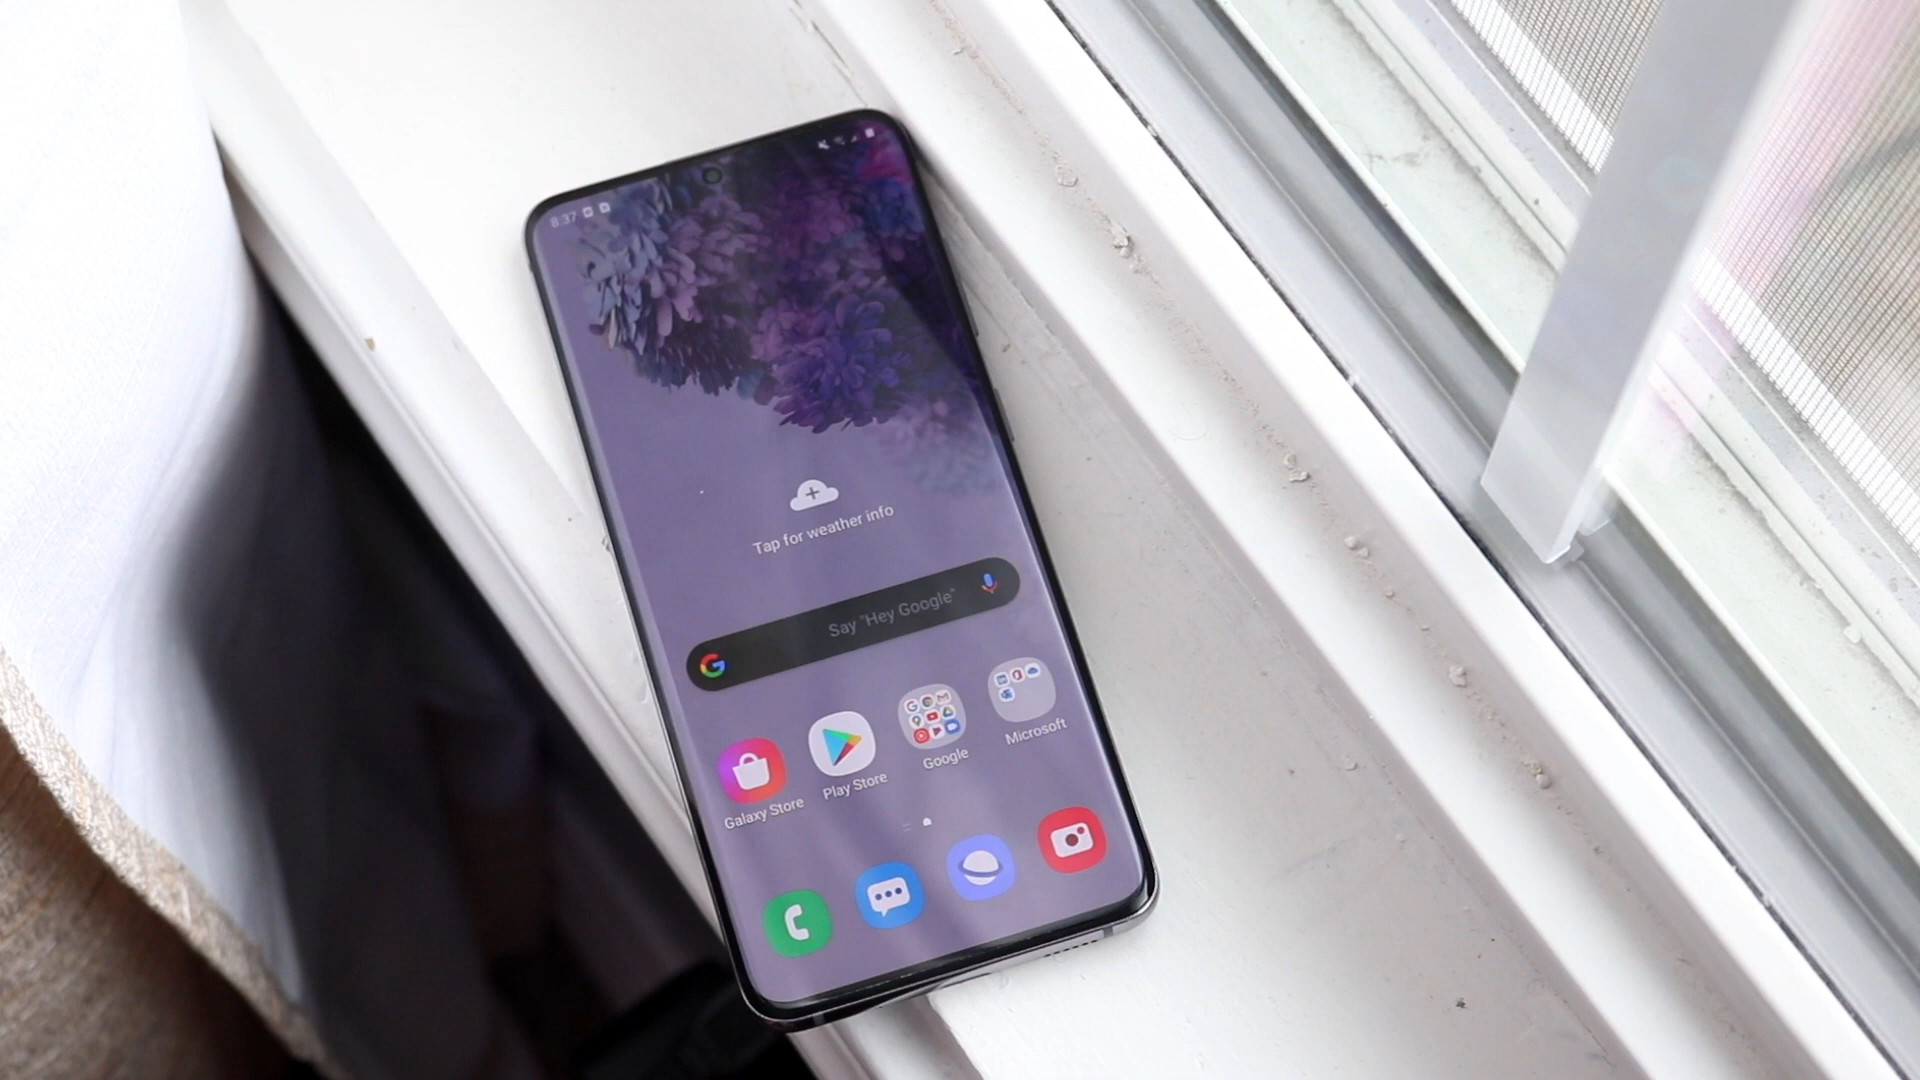 8:37
Tap for weather info
Say "Hey Google"
Galaxy Store
Play Store
Google
Microsoft